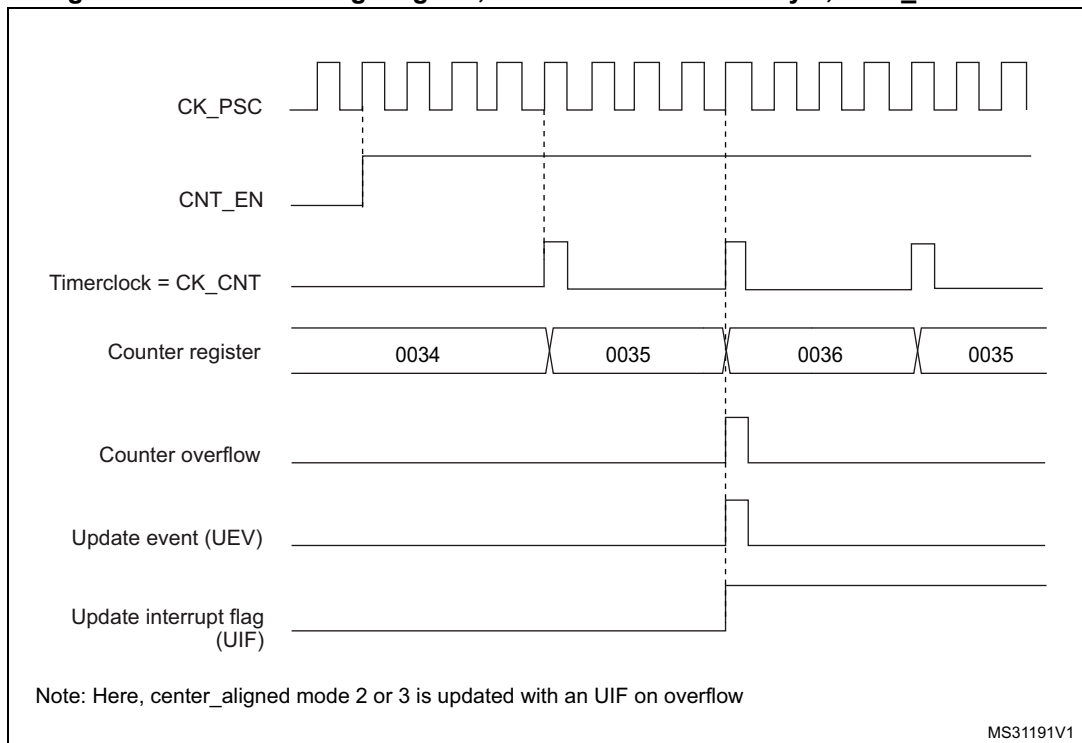 CK_PSC
CNT_EN
Timerclock = CK_CNT
Counter register 0034 0035 0036 0035
Counter overflow
Update event (UEV)
Update interrupt flag
(UIF)
Note: Here, center_aligned mode 2 or 3 is updated with an UIF on overflow
MS31191V1